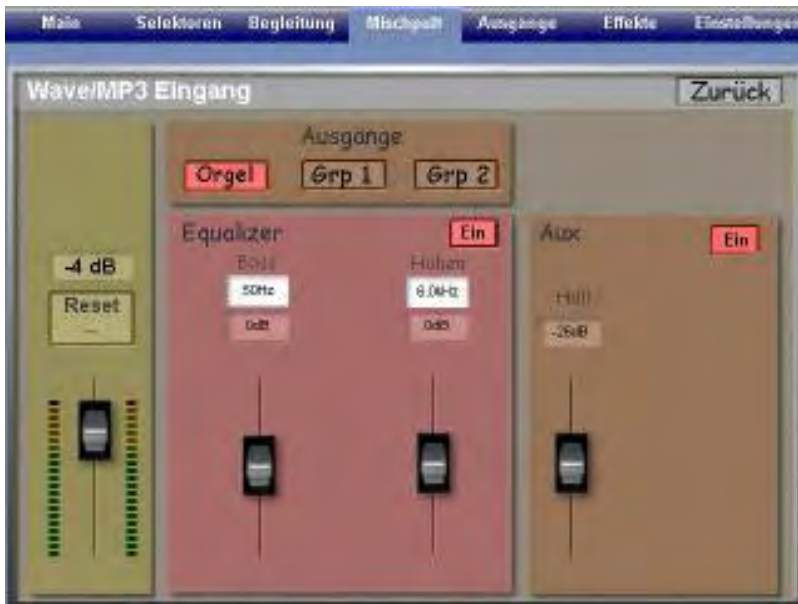 Main Selektoren Begleitung Mischpult Ausgänge Effekte Einstellungen
Wave/MP3 Eingang Zurück
Ausgänge
Orgel Grp 1 Grp 2
Equalizer Ein Aux Ein
-4 dB
Bass Höhen
Reset 50Hz 6.0kHz Hall
0dB 0dB -26dB